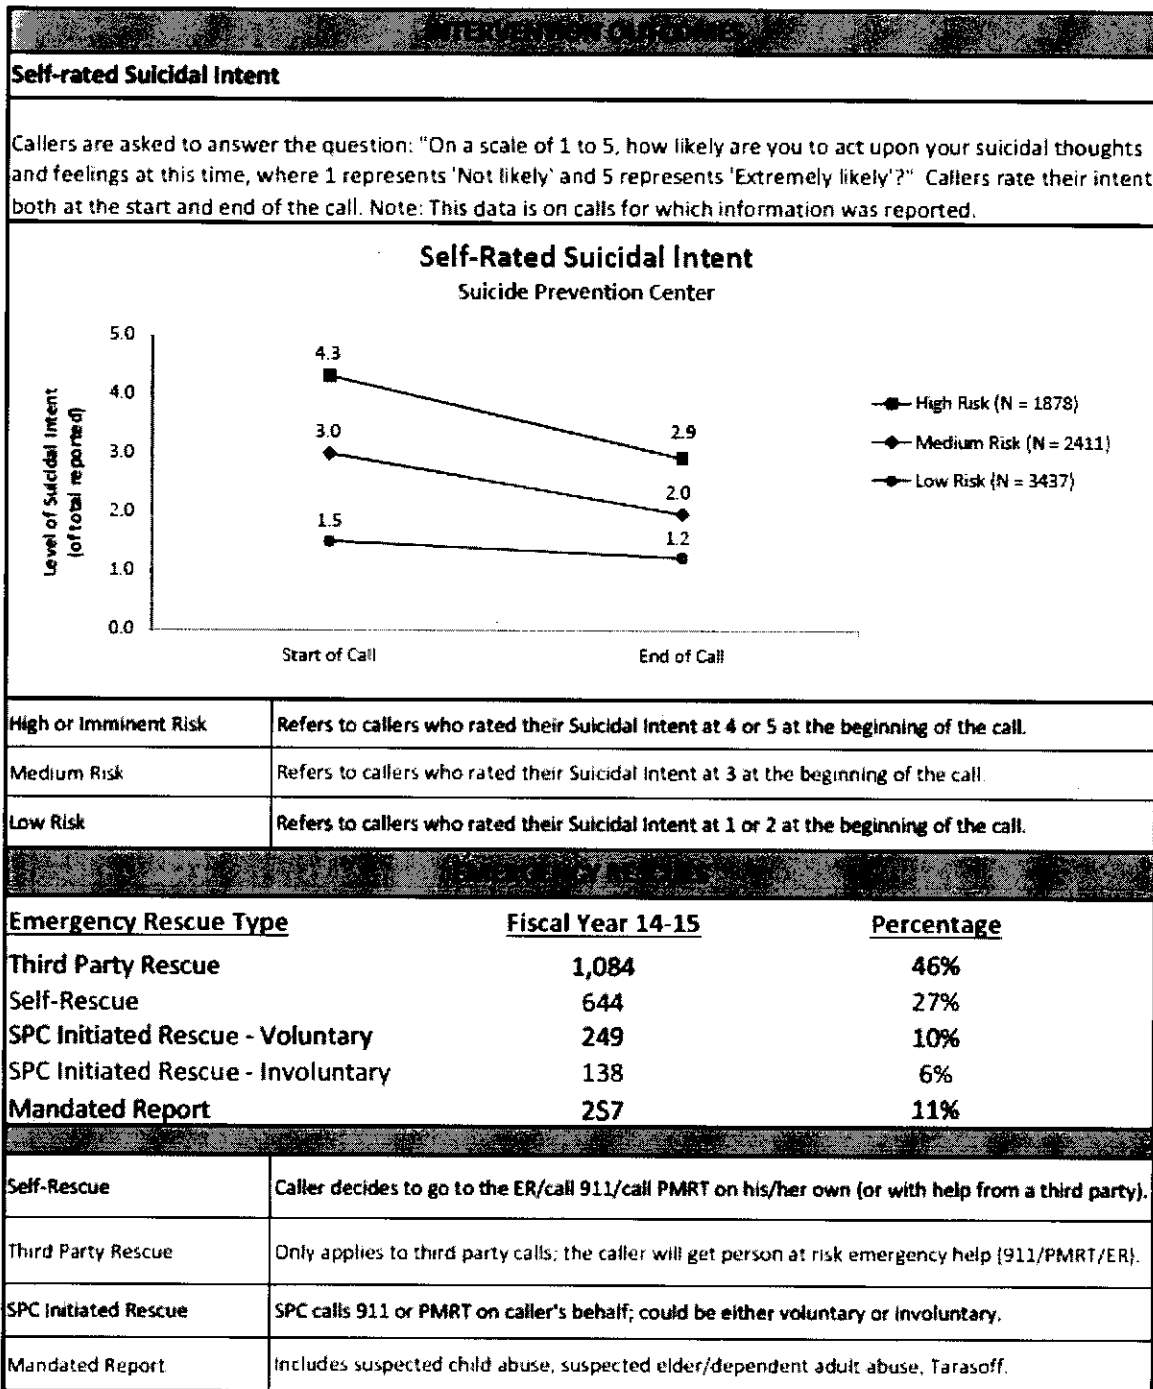 INTERVENTION OUTCOMES
Self-rated Suicidal Intent
Callers are asked to answer the question: "On a scale of 1 to 5, how likely are you to act upon your suicidal thoughts
and feelings at this time, where 1 represents 'Not likely' and 5 represents 'Extremely likely'?" Callers rate their intent
both at the start and end of the call. Note: This data is on calls for which information was reported.
Self-Rated Suicidal Intent
Suicide Prevention Center
Level of Suicidal Intent
(of total reported)
5.0
4.0
3.0
2.0
1.0
0.0
4.3
3.0
1.5
2.9
2.0
1.2
Start of Call
End of Call
High Risk (N = 1878)
Medium Risk (N = 2411)
Low Risk (N = 3437)
High or Imminent Risk Refers to callers who rated their Suicidal Intent at 4 or 5 at the beginning of the call.
Medium Risk Refers to callers who rated their Suicidal Intent at 3 at the beginning of the call.
Low Risk Refers to callers who rated their Suicidal Intent at 1 or 2 at the beginning of the call.
EMERGENCY RESCUES
Emergency Rescue Type Fiscal Year 14-15 Percentage
Third Party Rescue 1,084 46%
Self-Rescue 644 27%
SPC Initiated Rescue - Voluntary 249 10%
SPC Initiated Rescue - Involuntary 138 6%
Mandated Report 257 11%
Self-Rescue Caller decides to go to the ER/call 911/call PMRT on his/her own (or with help from a third party).
Third Party Rescue Only applies to third party calls; the caller will get person at risk emergency help (911/PMRT/ER).
SPC Initiated Rescue SPC calls 911 or PMRT on caller's behalf; could be either voluntary or involuntary.
Mandated Report Includes suspected child abuse, suspected elder/dependent adult abuse, Tarasoff.